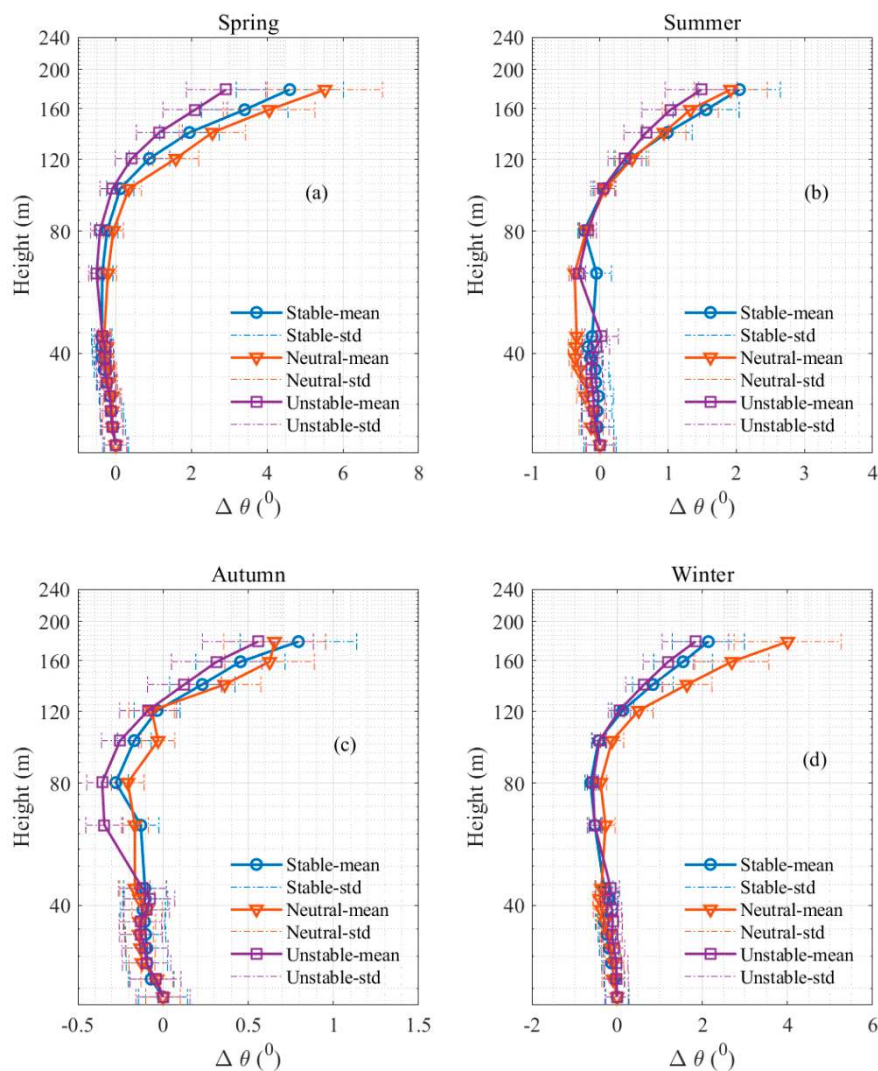 Spring
240
200
160
120
80
40
Height (m)
(a)
Stable-mean
Stable-std
Neutral-mean
Neutral-std
Unstable-mean
Unstable-std
0 2 4 6 8
Δ θ (⁰)
Summer
240
200
160
120
80
40
Height (m)
(b)
Stable-mean
Stable-std
Neutral-mean
Neutral-std
Unstable-mean
Unstable-std
-1 0 1 2 3 4
Δ θ (⁰)
Autumn
240
200
160
120
80
40
Height (m)
(c)
Stable-mean
Stable-std
Neutral-mean
Neutral-std
Unstable-mean
Unstable-std
-0.5 0 0.5 1 1.5
Δ θ (⁰)
Winter
240
200
160
120
80
40
Height (m)
(d)
Stable-mean
Stable-std
Neutral-mean
Neutral-std
Unstable-mean
Unstable-std
-2 0 2 4 6
Δ θ (⁰)